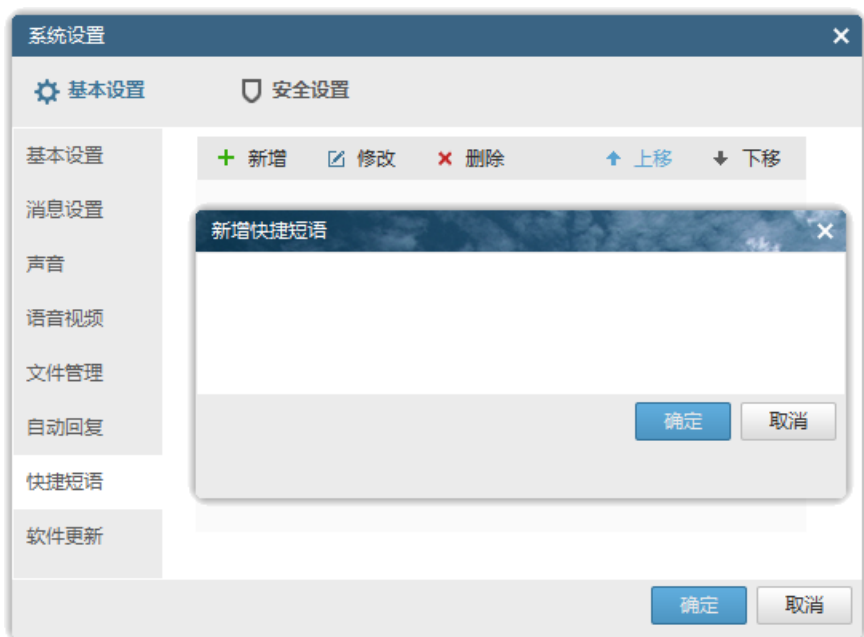 系统设置
基本设置 安全设置
基本设置
消息设置
声音
语音视频
文件管理
自动回复
快捷短语
软件更新
新增 修改 删除 上移 下移
新增快捷短语
确定 取消
确定 取消